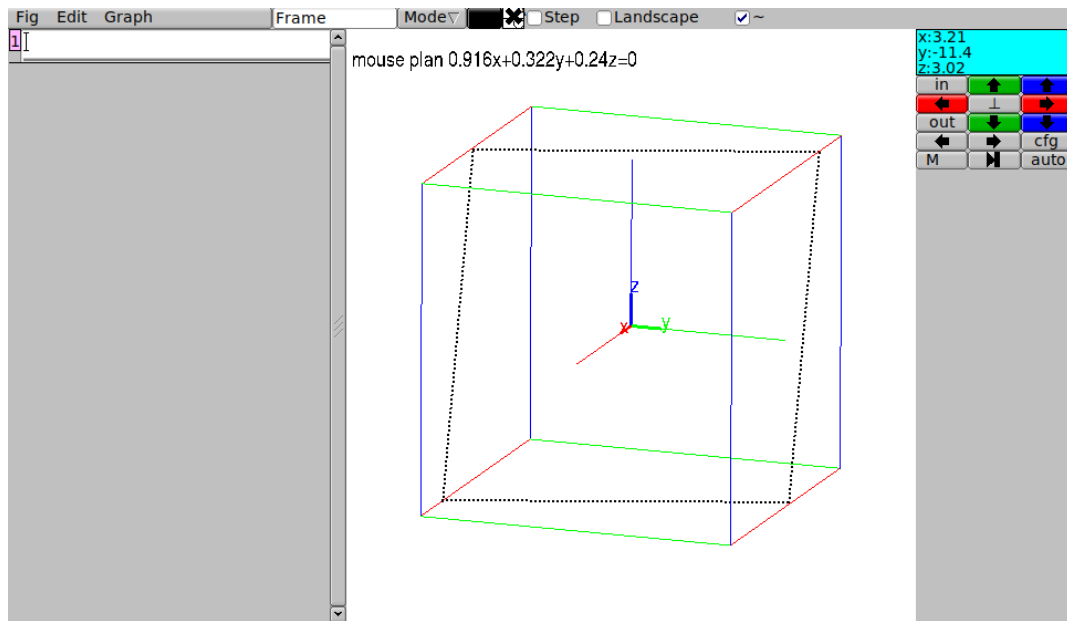 Fig Edit Graph Frame Mode Step Landscape ~
1
mouse plan 0.916x+0.322y+0.24z=0
x:3.21
y:-11.4
z:3.02
in
⊥
out
cfg
M auto
z
x y